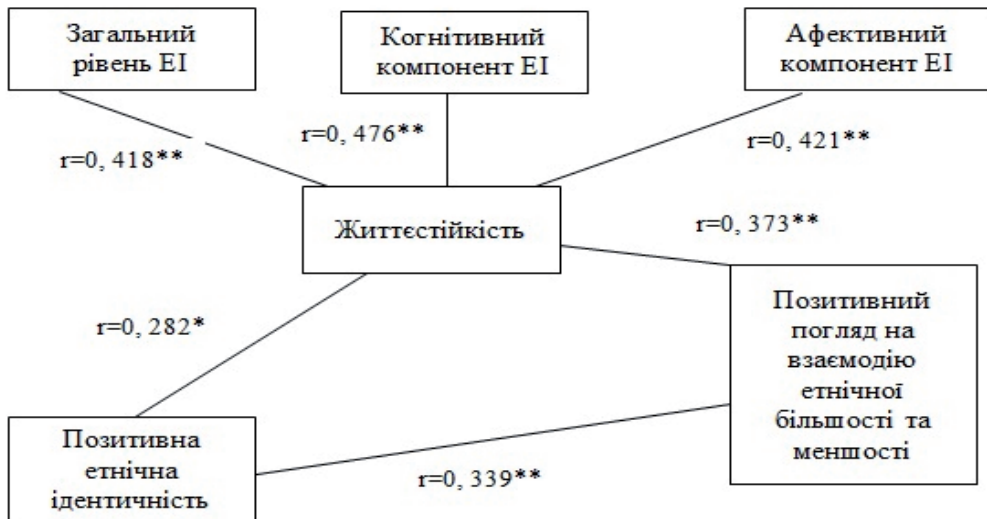 Загальний
рівень ЕІ
Когнітивний
компонент ЕІ
Афективний
компонент ЕІ
r=0, 418**
r=0, 476**
r=0, 421**
Життєстійкість
r=0, 373**
r=0, 282*
Позитивний
погляд на
взаємодію
етнічної
більшості та
меншості
Позитивна
етнічна
ідентичність
r=0, 339**